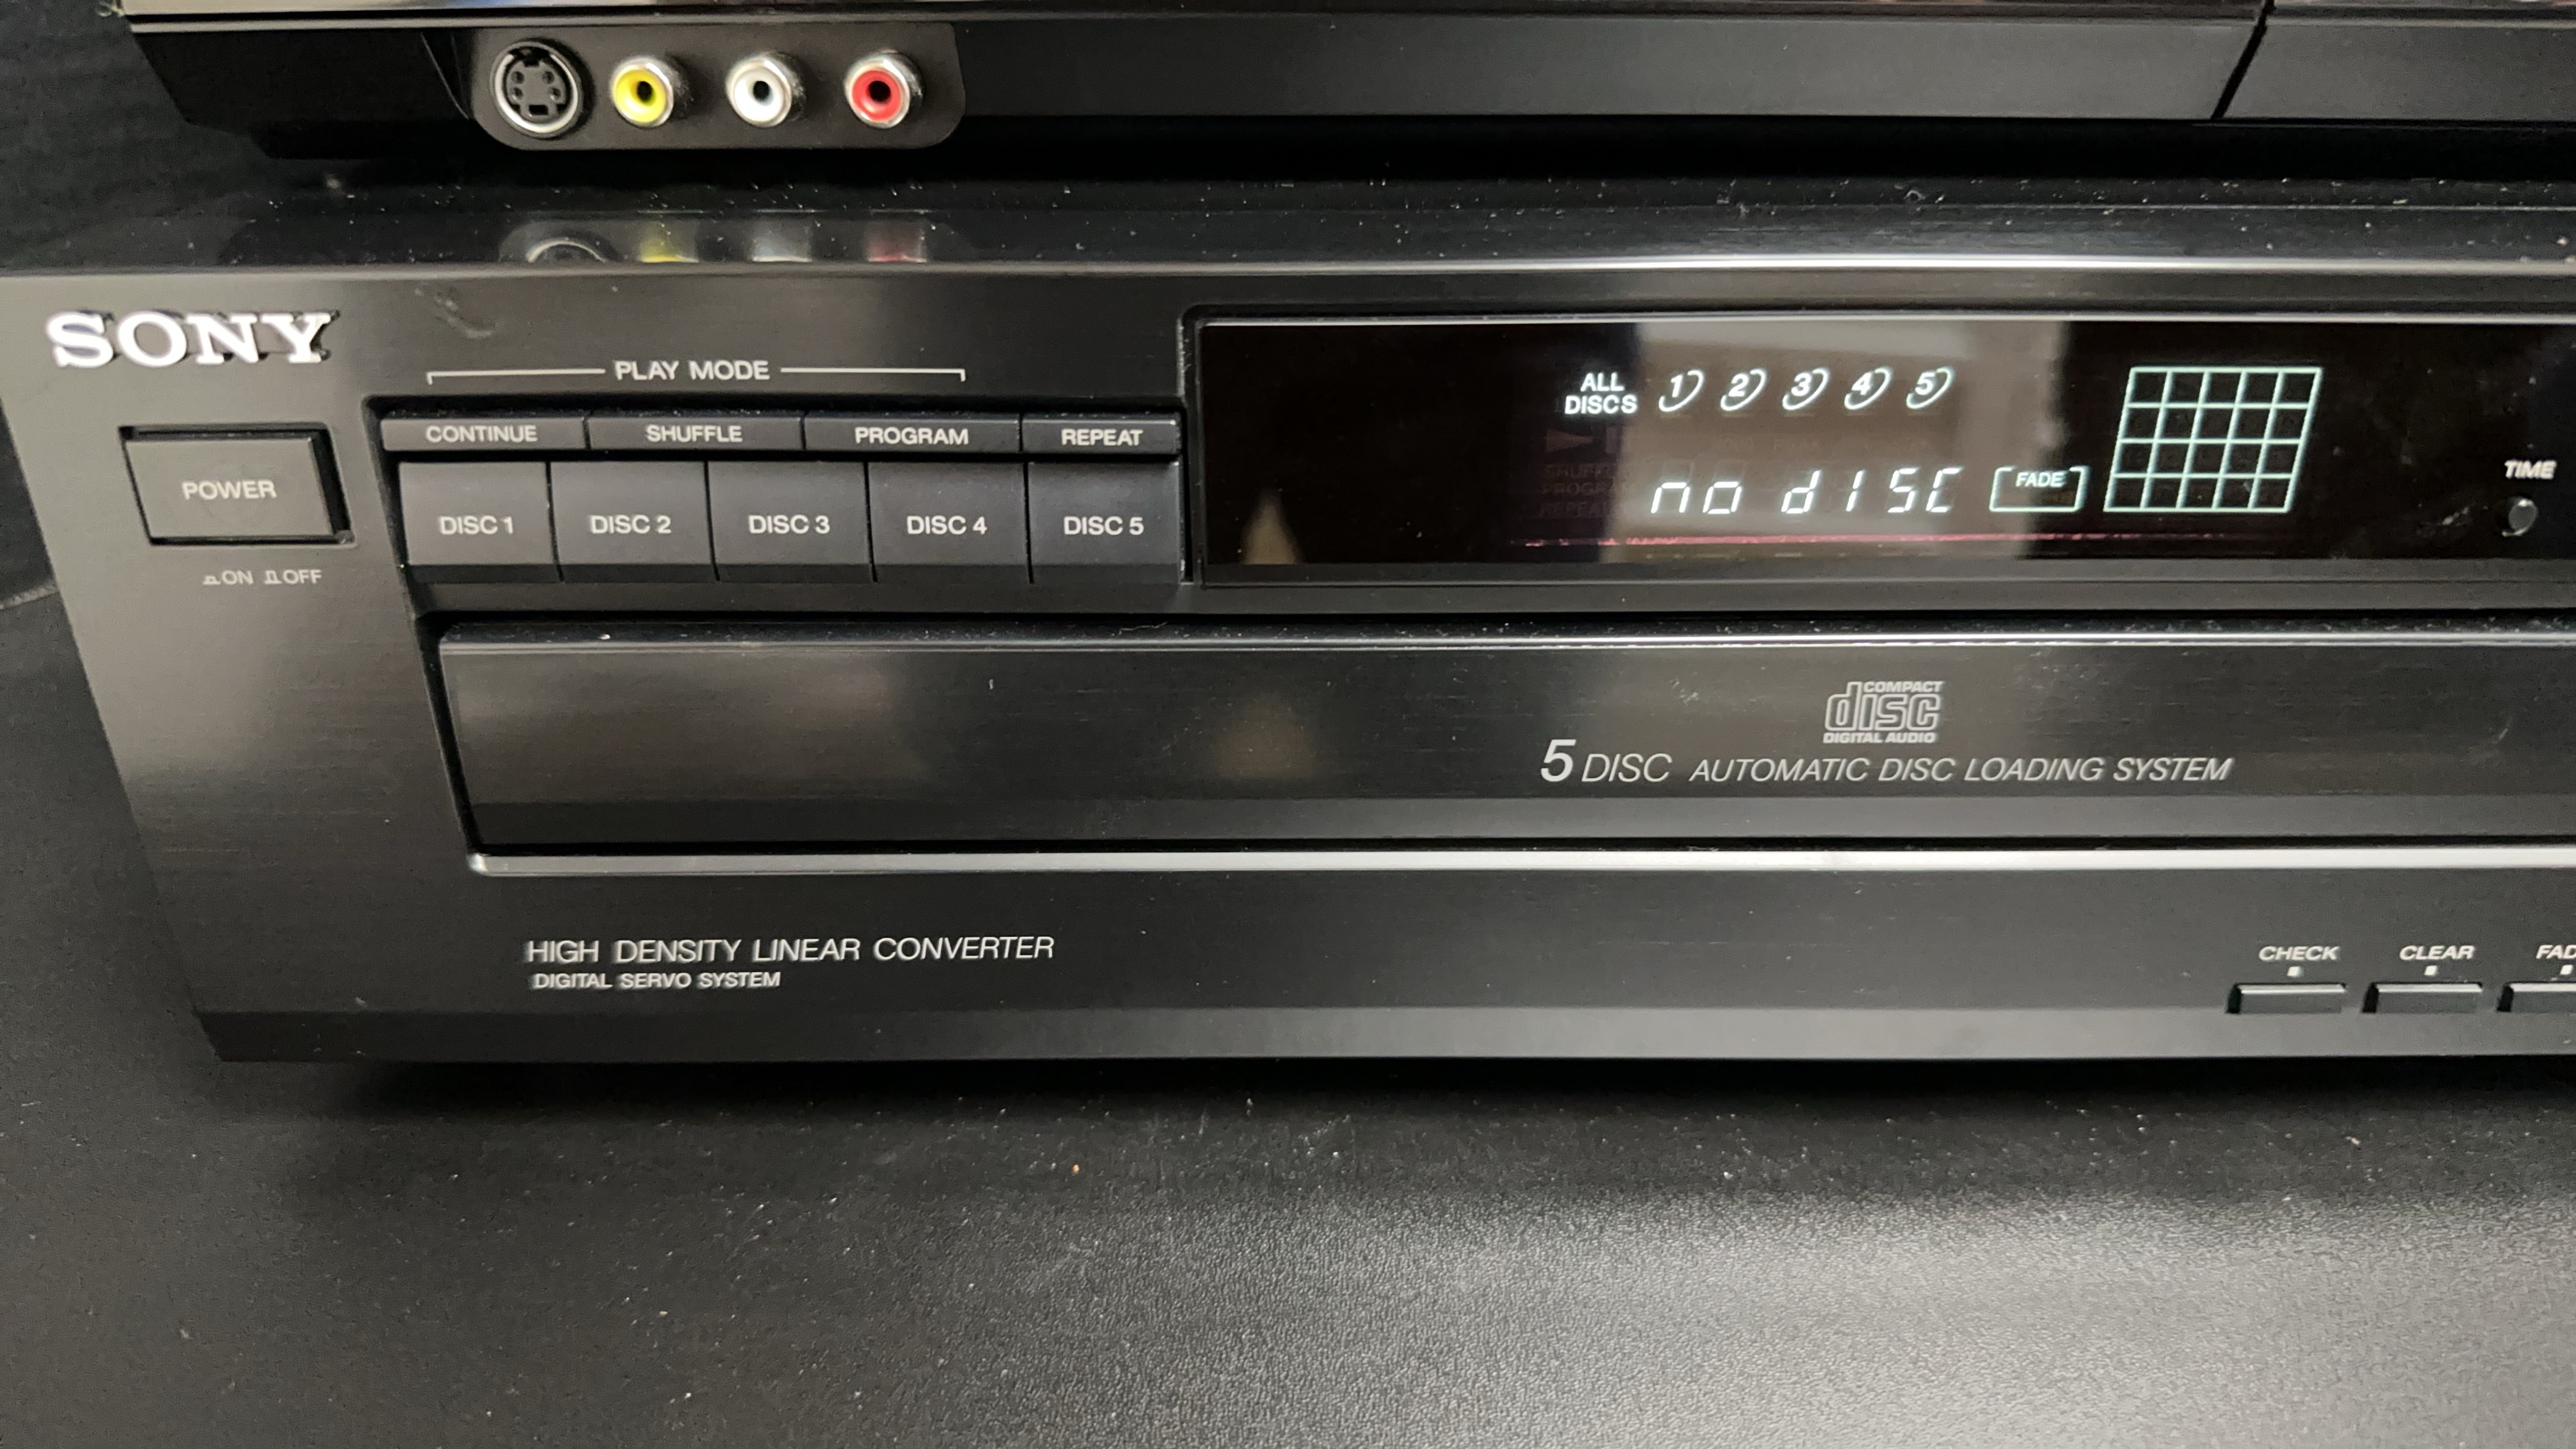 SONY
PLAY MODE
CONTINUE SHUFFLE PROGRAM REPEAT
POWER
DISC 1 DISC 2 DISC 3 DISC 4 DISC 5
ON OFF
ALL DISCS 1 2 3 4 5
no dISC FADE
TIME
COMPACT
disc
DIGITAL AUDIO
5 DISC AUTOMATIC DISC LOADING SYSTEM
HIGH DENSITY LINEAR CONVERTER
DIGITAL SERVO SYSTEM
CHECK CLEAR